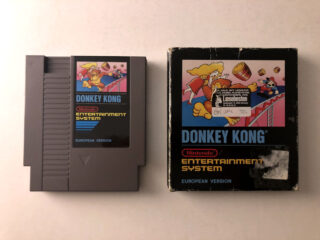 DONKEY KONG
Nintendo
ENTERTAINMENT
SYSTEM
EUROPEAN VERSION
DONKEY KONG
Nintendo
ENTERTAINMENT
SYSTEM
EUROPEAN VERSION